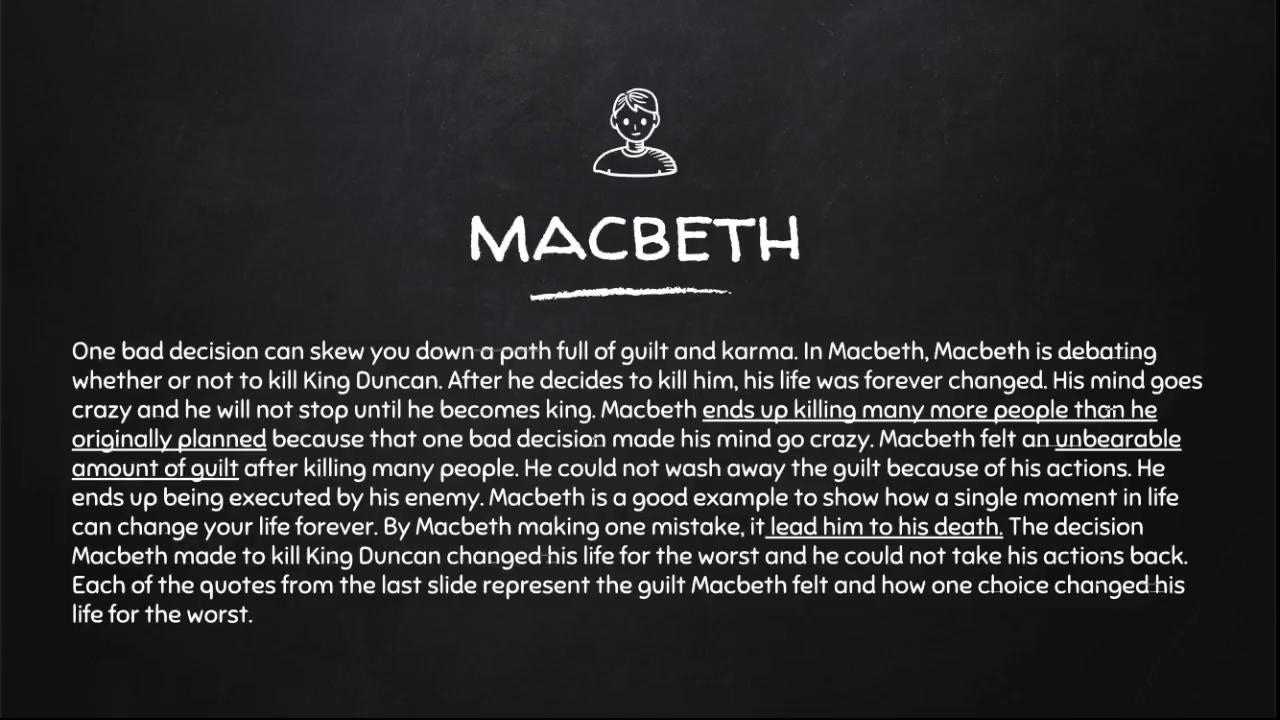 MACBETH
One bad decision can skew you down a path full of guilt and karma. In Macbeth, Macbeth is debating
whether or not to kill King Duncan. After he decides to kill him, his life was forever changed. His mind goes
crazy and he will not stop until he becomes king. Macbeth ends up killing many more people than he
originally planned because that one bad decision made his mind go crazy. Macbeth felt an unbearable
amount of guilt after killing many people. He could not wash away the guilt because of his actions. He
ends up being executed by his enemy. Macbeth is a good example to show how a single moment in life
can change your life forever. By Macbeth making one mistake, it lead him to his death. The decision
Macbeth made to kill King Duncan changed his life for the worst and he could not take his actions back.
Each of the quotes from the last slide represent the guilt Macbeth felt and how one choice changed his
life for the worst.